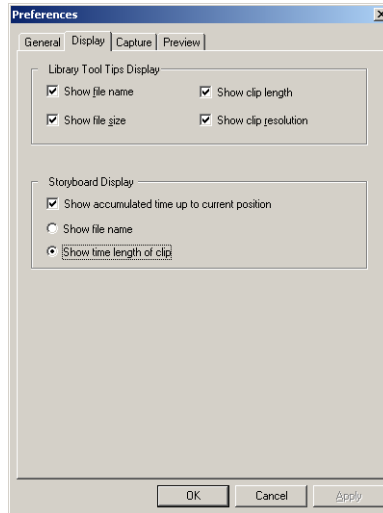 Preferences
General Display Capture Preview
Library Tool Tips Display
Show file name Show clip length
Show file size Show clip resolution
Storyboard Display
Show accumulated time up to current position
Show file name
Show time length of clip
OK Cancel Apply